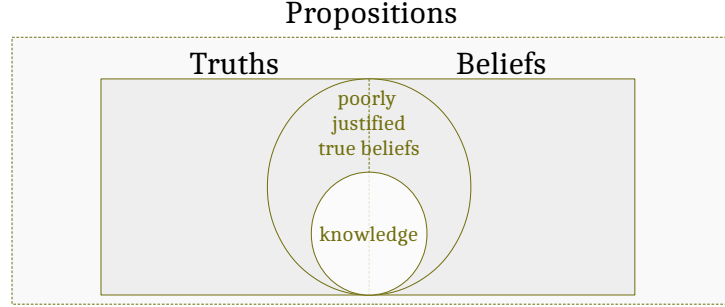 Propositions
Truths
Beliefs
poorly
justified
true beliefs
knowledge